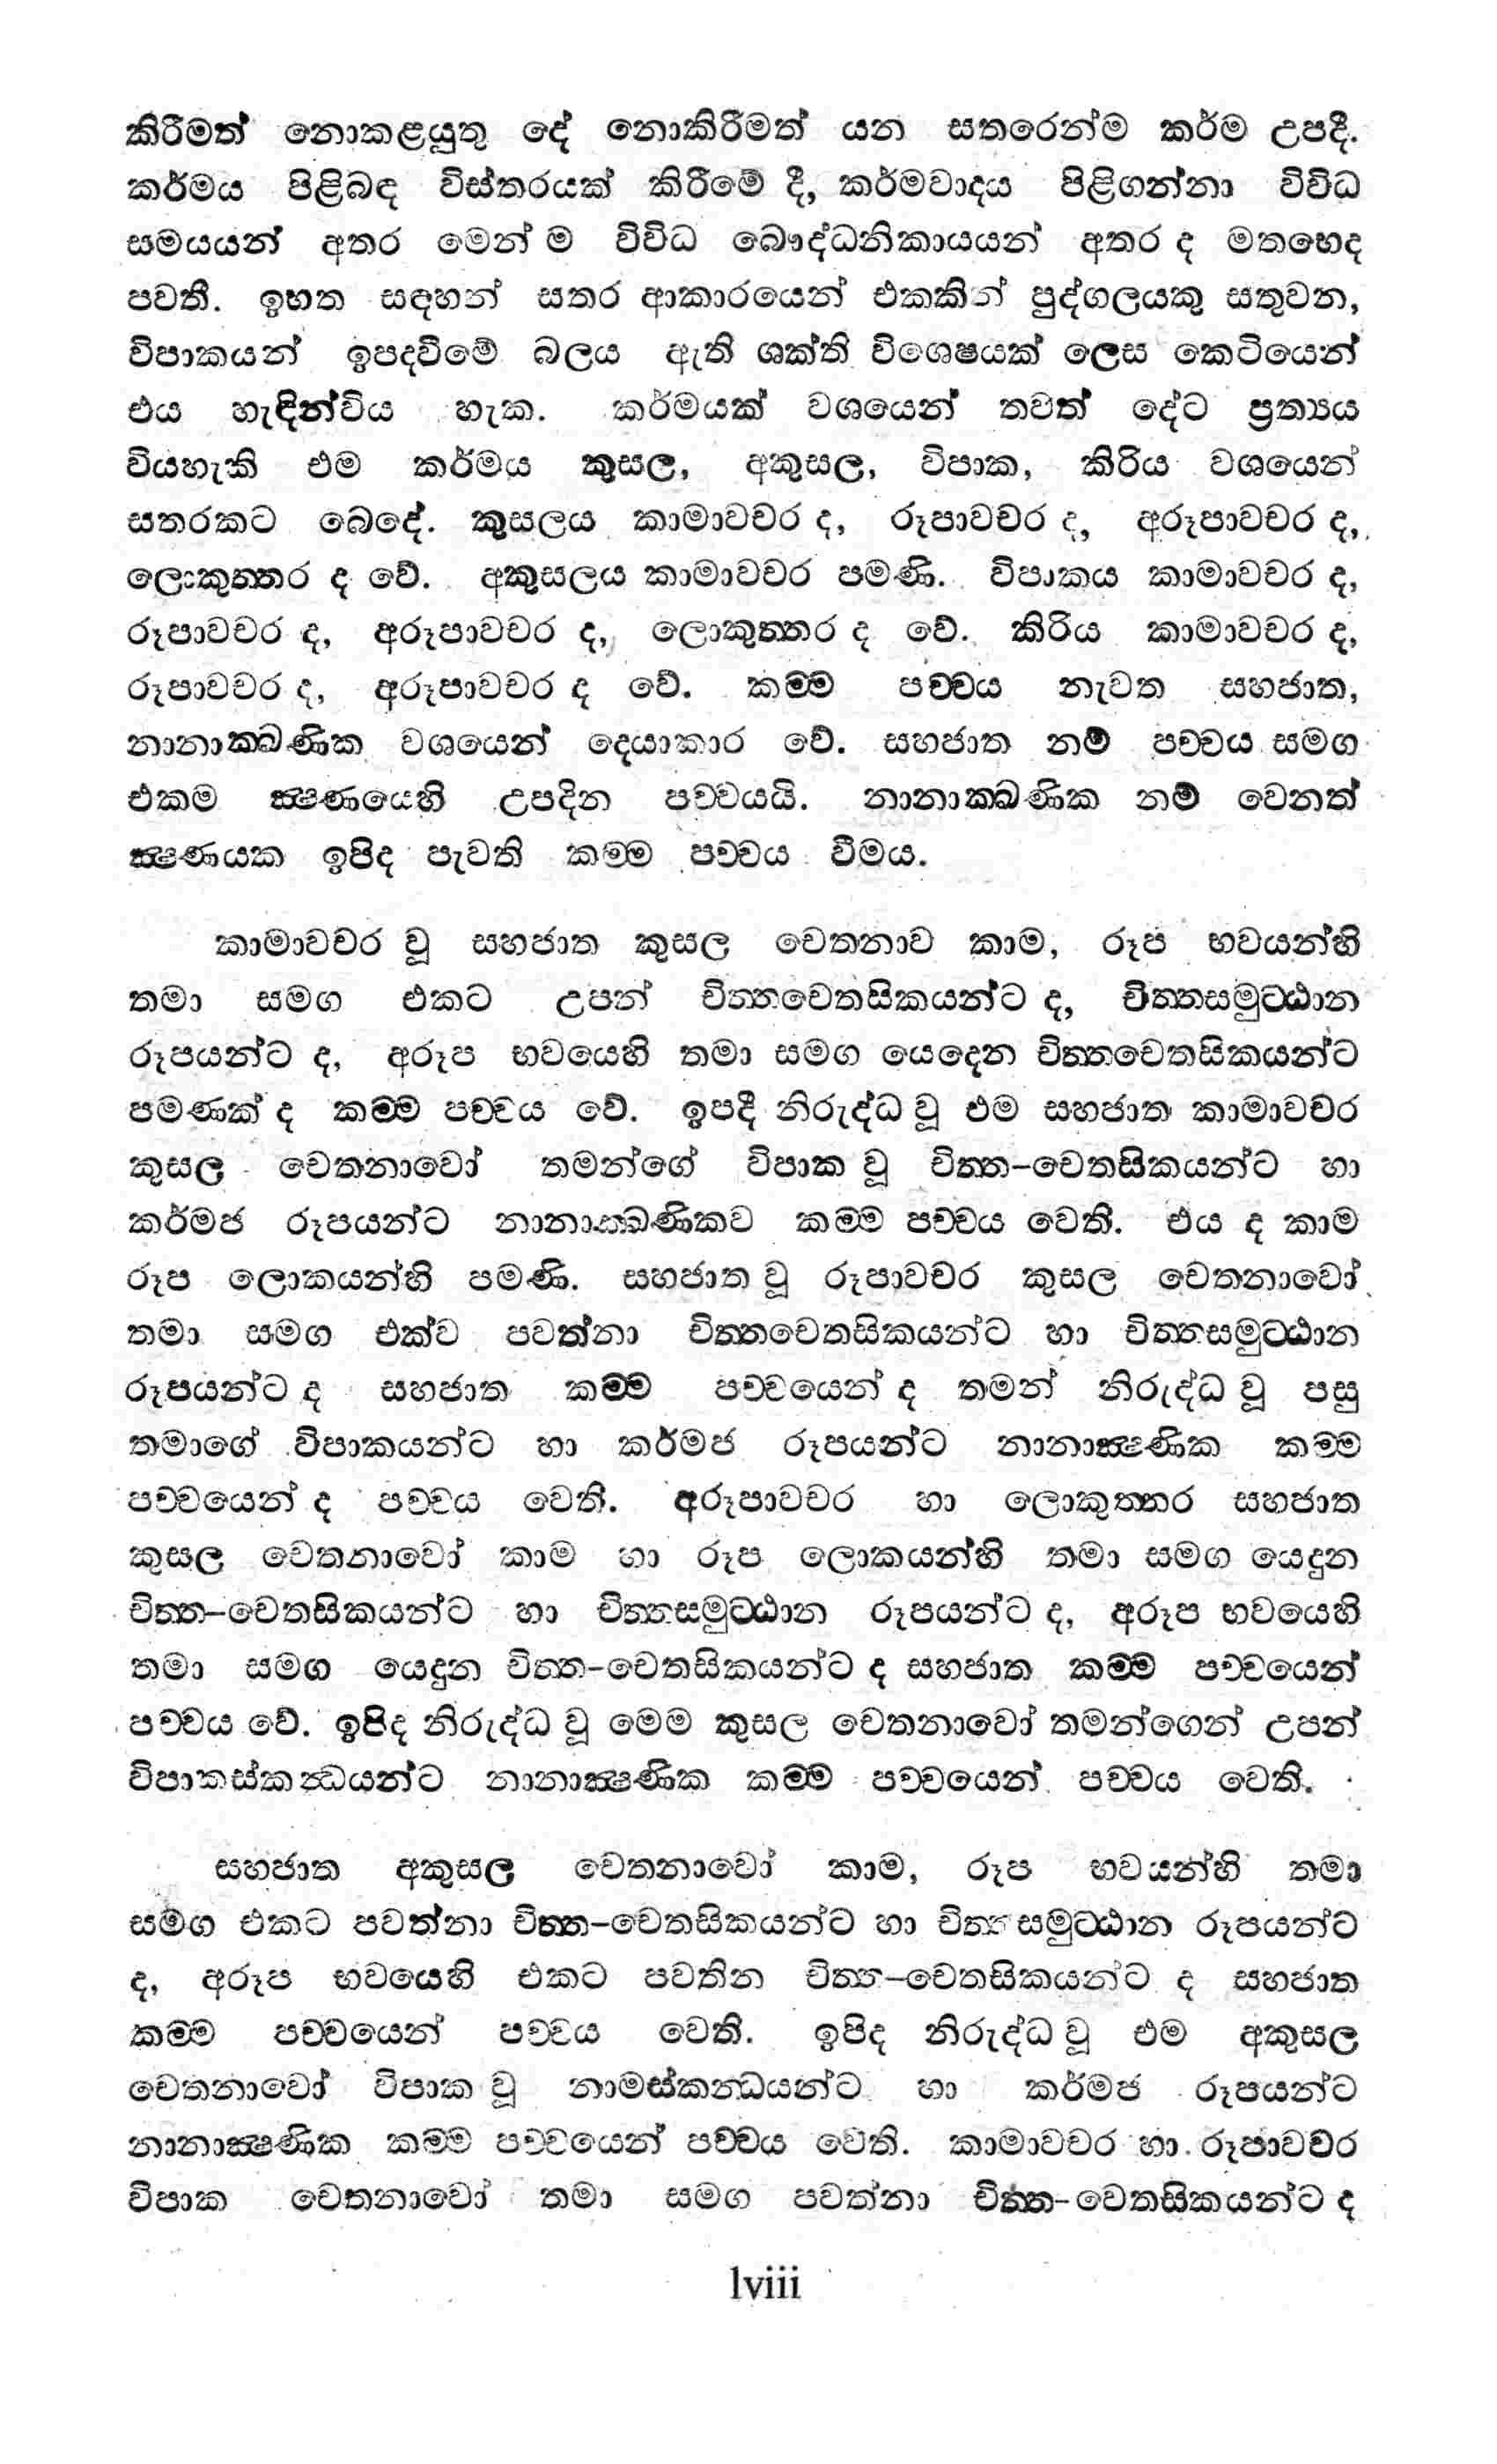 කිරීමත් නොකළයුතු දේ නොකිරීමත් යන සතරෙන්ම කර්ම උපදී.
කර්මය පිළිබඳ විස්තරයක් කිරීමේ දී, කර්මවාදය පිළිගන්නා විවිධ
සමයයන් අතර මෙන් ම විවිධ බෞද්ධනිකායයන් අතර ද මතභෙද
පවතී. ඉහත සඳහන් සතර ආකාරයෙන් එකකින් පුද්ගලයකු සතුවන,
විපාකයන් ඉපදවීමේ බලය ඇති ශක්ති විශෙෂයක් ලෙස කෙටියෙන්
එය හැඳින්විය හැක. කර්මයක් වශයෙන් තවත් දේට ප්‍රත්‍යය
වියහැකි එම කර්මය කුසල, අකුසල, විපාක, කිරිය වශයෙන්
සතරකට බෙදේ. කුසලය කාමාවචර ද, රූපාවචර ද, අරූපාවචර ද,
ලොකුත්තර ද වේ. අකුසලය කාමාවචර පමණි. විපාකය කාමාවචර ද,
රූපාවචර ද, අරූපාවචර ද, ලොකුත්තර ද වේ. කිරිය කාමාවචර ද,
රූපාවචර ද, අරූපාවචර ද වේ. කම්ම පච්චය නැවත සහජාත,
නානාක්ඛණික වශයෙන් දෙයාකාර වේ. සහජාත නම් පච්චය සමග
එකම ක්‍ෂණයෙහි උපදින පච්චයයි. නානාක්ඛණික නම් වෙනත්
ක්‍ෂණයක ඉපිද පැවති කම්ම පච්චය වීමය.
කාමාවචර වූ සහජාත කුසල චෙතනාව කාම, රූප භවයන්හි
තමා සමග එකට උපන් චිත්තචෙතසිකයන්ට ද, චිත්තසමුට්ඨාන
රූපයන්ට ද, අරූප භවයෙහි තමා සමග යෙදෙන චිත්තචෙතසිකයන්ට
පමණක් ද කම්ම පච්චය වේ. ඉපදී නිරුද්ධ වූ එම සහජාත කාමාවචර
කුසල චෙතනාවෝ තමන්ගේ විපාක වූ චිත්ත-චෙතසිකයන්ට හා
කර්මජ රූපයන්ට නානාක්ඛණිකව කම්ම පච්චය වෙති. එය ද කාම
රූප ලොකයන්හි පමණි. සහජාත වූ රූපාවචර කුසල චෙතනාවෝ
තමා සමග එක්ව පවත්නා චිත්තචෙතසිකයන්ට හා චිත්තසමුට්ඨාන
රූපයන්ට ද සහජාත කම්ම පච්චයෙන් ද තමන් නිරුද්ධ වූ පසු
තමාගේ විපාකයන්ට හා කර්මජ රූපයන්ට නානාක්‍ෂණික කම්ම
පච්චයෙන් ද පච්චය වෙති. අරූපාවචර හා ලොකුත්තර සහජාත
කුසල චෙතනාවෝ කාම හා රූප ලොකයන්හි තමා සමග යෙදුන
චිත්ත-චෙතසිකයන්ට හා චිත්තසමුට්ඨාන රූපයන්ට ද, අරූප භවයෙහි
තමා සමග යෙදුන චිත්ත-චෙතසිකයන්ට ද සහජාත කම්ම පච්චයෙන්
පච්චය වේ. ඉපිද නිරුද්ධ වූ මෙම කුසල චෙතනාවෝ තමන්ගෙන් උපන්
විපාකස්කන්‍ධයන්ට නානාක්‍ෂණික කම්ම පච්චයෙන් පච්චය වෙති.
සහජාත අකුසල චෙතනාවෝ කාම, රූප භවයන්හි තමා
සමග එකට පවත්නා චිත්ත-චෙතසිකයන්ට හා චිත්තසමුට්ඨාන රූපයන්ට
ද, අරූප භවයෙහි එකට පවතින චිත්ත-චෙතසිකයන්ට ද සහජාත
කම්ම පච්චයෙන් පච්චය වෙති. ඉපිද නිරුද්ධ වූ එම අකුසල
චෙතනාවෝ විපාක වූ නාමස්කන්‍ධයන්ට හා කර්මජ රූපයන්ට
නානාක්‍ෂණික කම්ම පච්චයෙන් පච්චය වෙති. කාමාවචර හා රූපාවචර
විපාක චෙතනාවෝ තමා සමග පවත්නා චිත්ත-චෙතසිකයන්ට ද
lviii